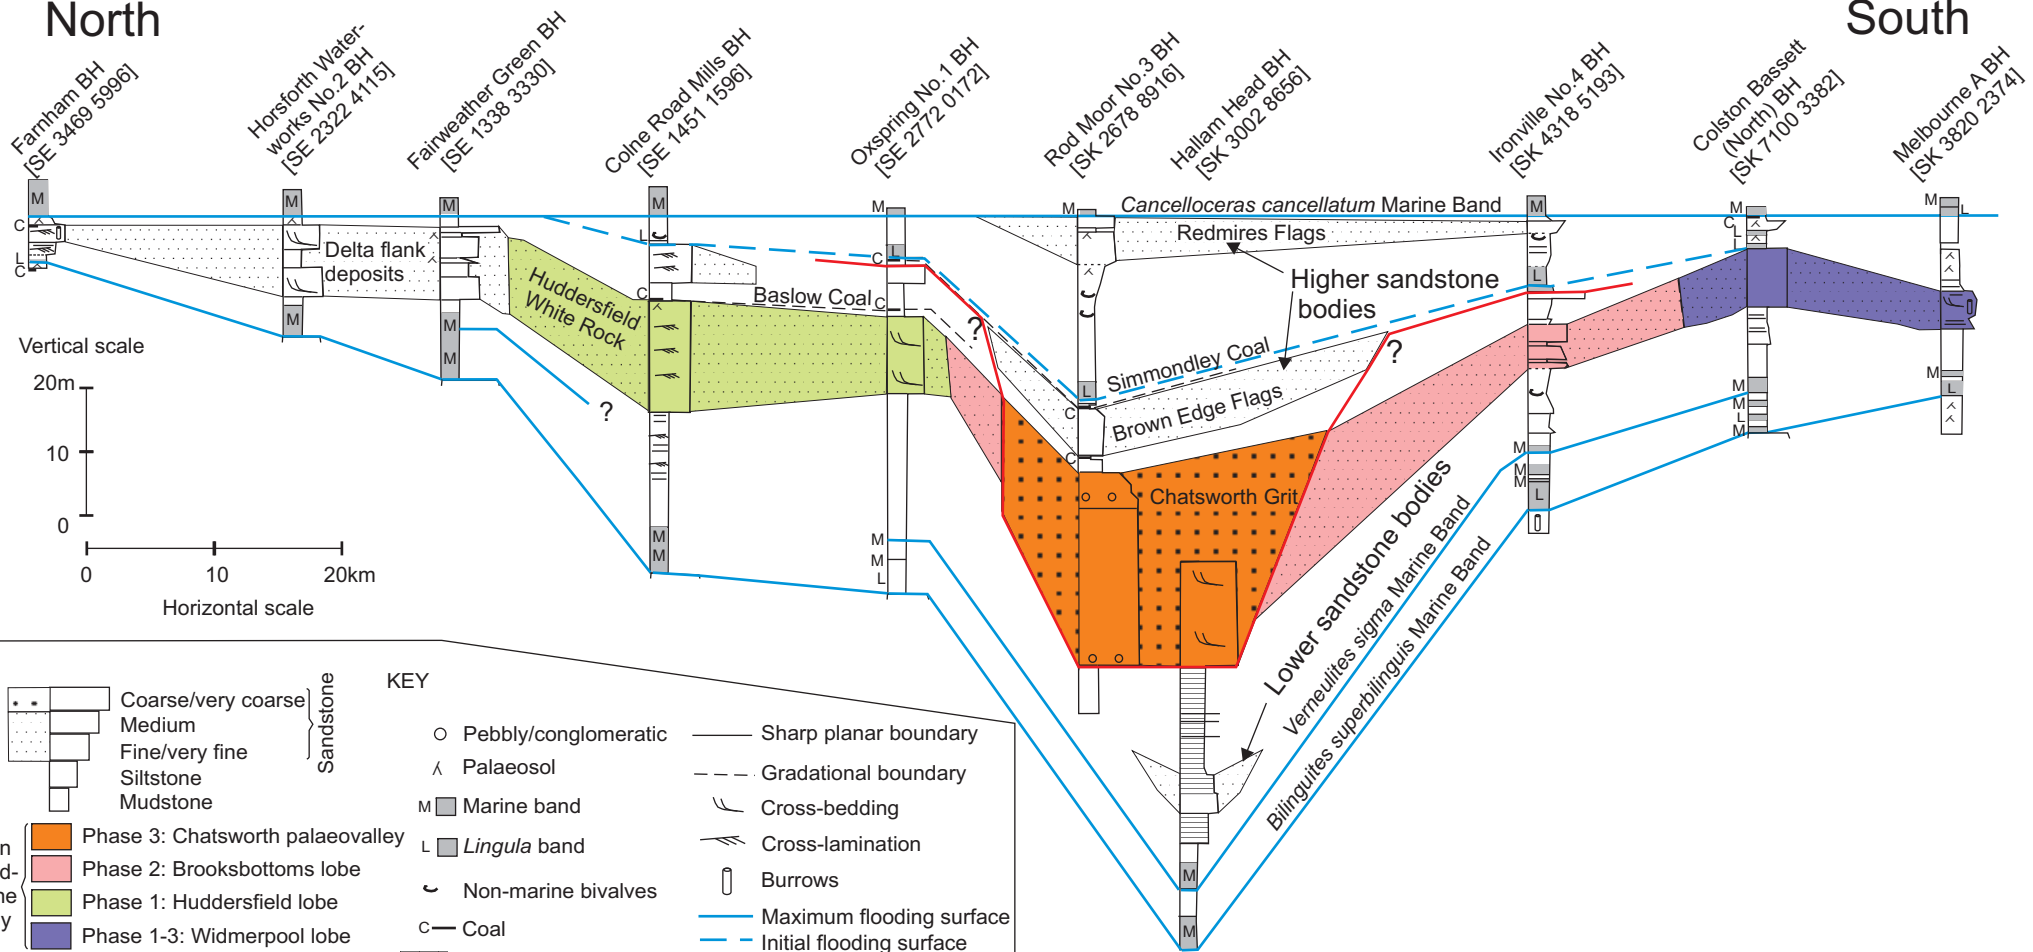 North
South
Farnham BH
[SE 3469 5996]
Horsforth Water-
works No.2 BH
[SE 2322 4115]
Fairweather Green BH
[SE 1338 3330]
Colne Road Mills BH
[SE 1451 1596]
Oxspring No.1 BH
[SE 2772 0172]
Rod Moor No.3 BH
[SK 2678 8916]
Hallam Head BH
[SK 3002 8656]
Ironville No.4 BH
[SK 4318 5193]
Colston Bassett
(North) BH
[SK 7100 3382]
Melbourne A BH
[SK 3820 2374]
M
C
L
C
M
M
M
M
M
M
L
C
M
M
M
L
C
C
M
M
L
M
L
C
C
M
M
M
L
M
M
M
L
M
C
L
M
M
L
M
M
L
M
L
Cancelloceras cancellatum Marine Band
Redmires Flags
Higher sandstone
bodies
Delta flank
deposits
Huddersfield
White Rock
Baslow Coal
?
?
?
Simmondley Coal
Brown Edge Flags
Chatsworth Grit
Lower sandstone bodies
Verneulites sigma Marine Band
Bilinguites superbilinguis Marine Band
Vertical scale
20m
10
0
0 10 20km
Horizontal scale
KEY
Coarse/very coarse
Medium
Fine/very fine
Sandstone
Siltstone
Mudstone
Phase 3: Chatsworth palaeovalley
Phase 2: Brooksbottoms lobe
Phase 1: Huddersfield lobe
Phase 1-3: Widmerpool lobe
n
d-
ne
y
Pebbly/conglomeratic
Palaeosol
M Marine band
L Lingula band
Non-marine bivalves
C Coal
Sharp planar boundary
Gradational boundary
Cross-bedding
Cross-lamination
Burrows
Maximum flooding surface
Initial flooding surface